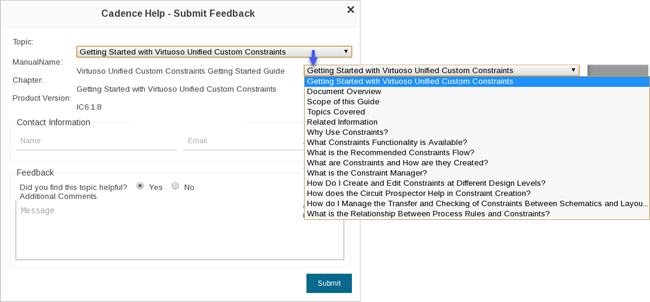 Cadence Help - Submit Feedback ×
Topic:
Getting Started with Virtuoso Unified Custom Constraints
ManualName:
Virtuoso Unified Custom Constraints Getting Started Guide
Chapter:
Getting Started with Virtuoso Unified Custom Constraints
Product Version:
IC6.1.8
Contact Information
Name Email
Feedback
Did you find this topic helpful? Yes No
Additional Comments
Message
Submit
Getting Started with Virtuoso Unified Custom Constraints
Getting Started with Virtuoso Unified Custom Constraints
Document Overview
Scope of this Guide
Topics Covered
Related Information
Why Use Constraints?
What Constraints Functionality is Available?
What is the Recommended Constraints Flow?
What are Constraints and How are they Created?
What is the Constraint Manager?
How Do I Create and Edit Constraints at Different Design Levels?
How does the Circuit Prospector Help in Constraint Creation?
How do I Manage the Transfer and Checking of Constraints Between Schematics and Layou...
What is the Relationship Between Process Rules and Constraints?